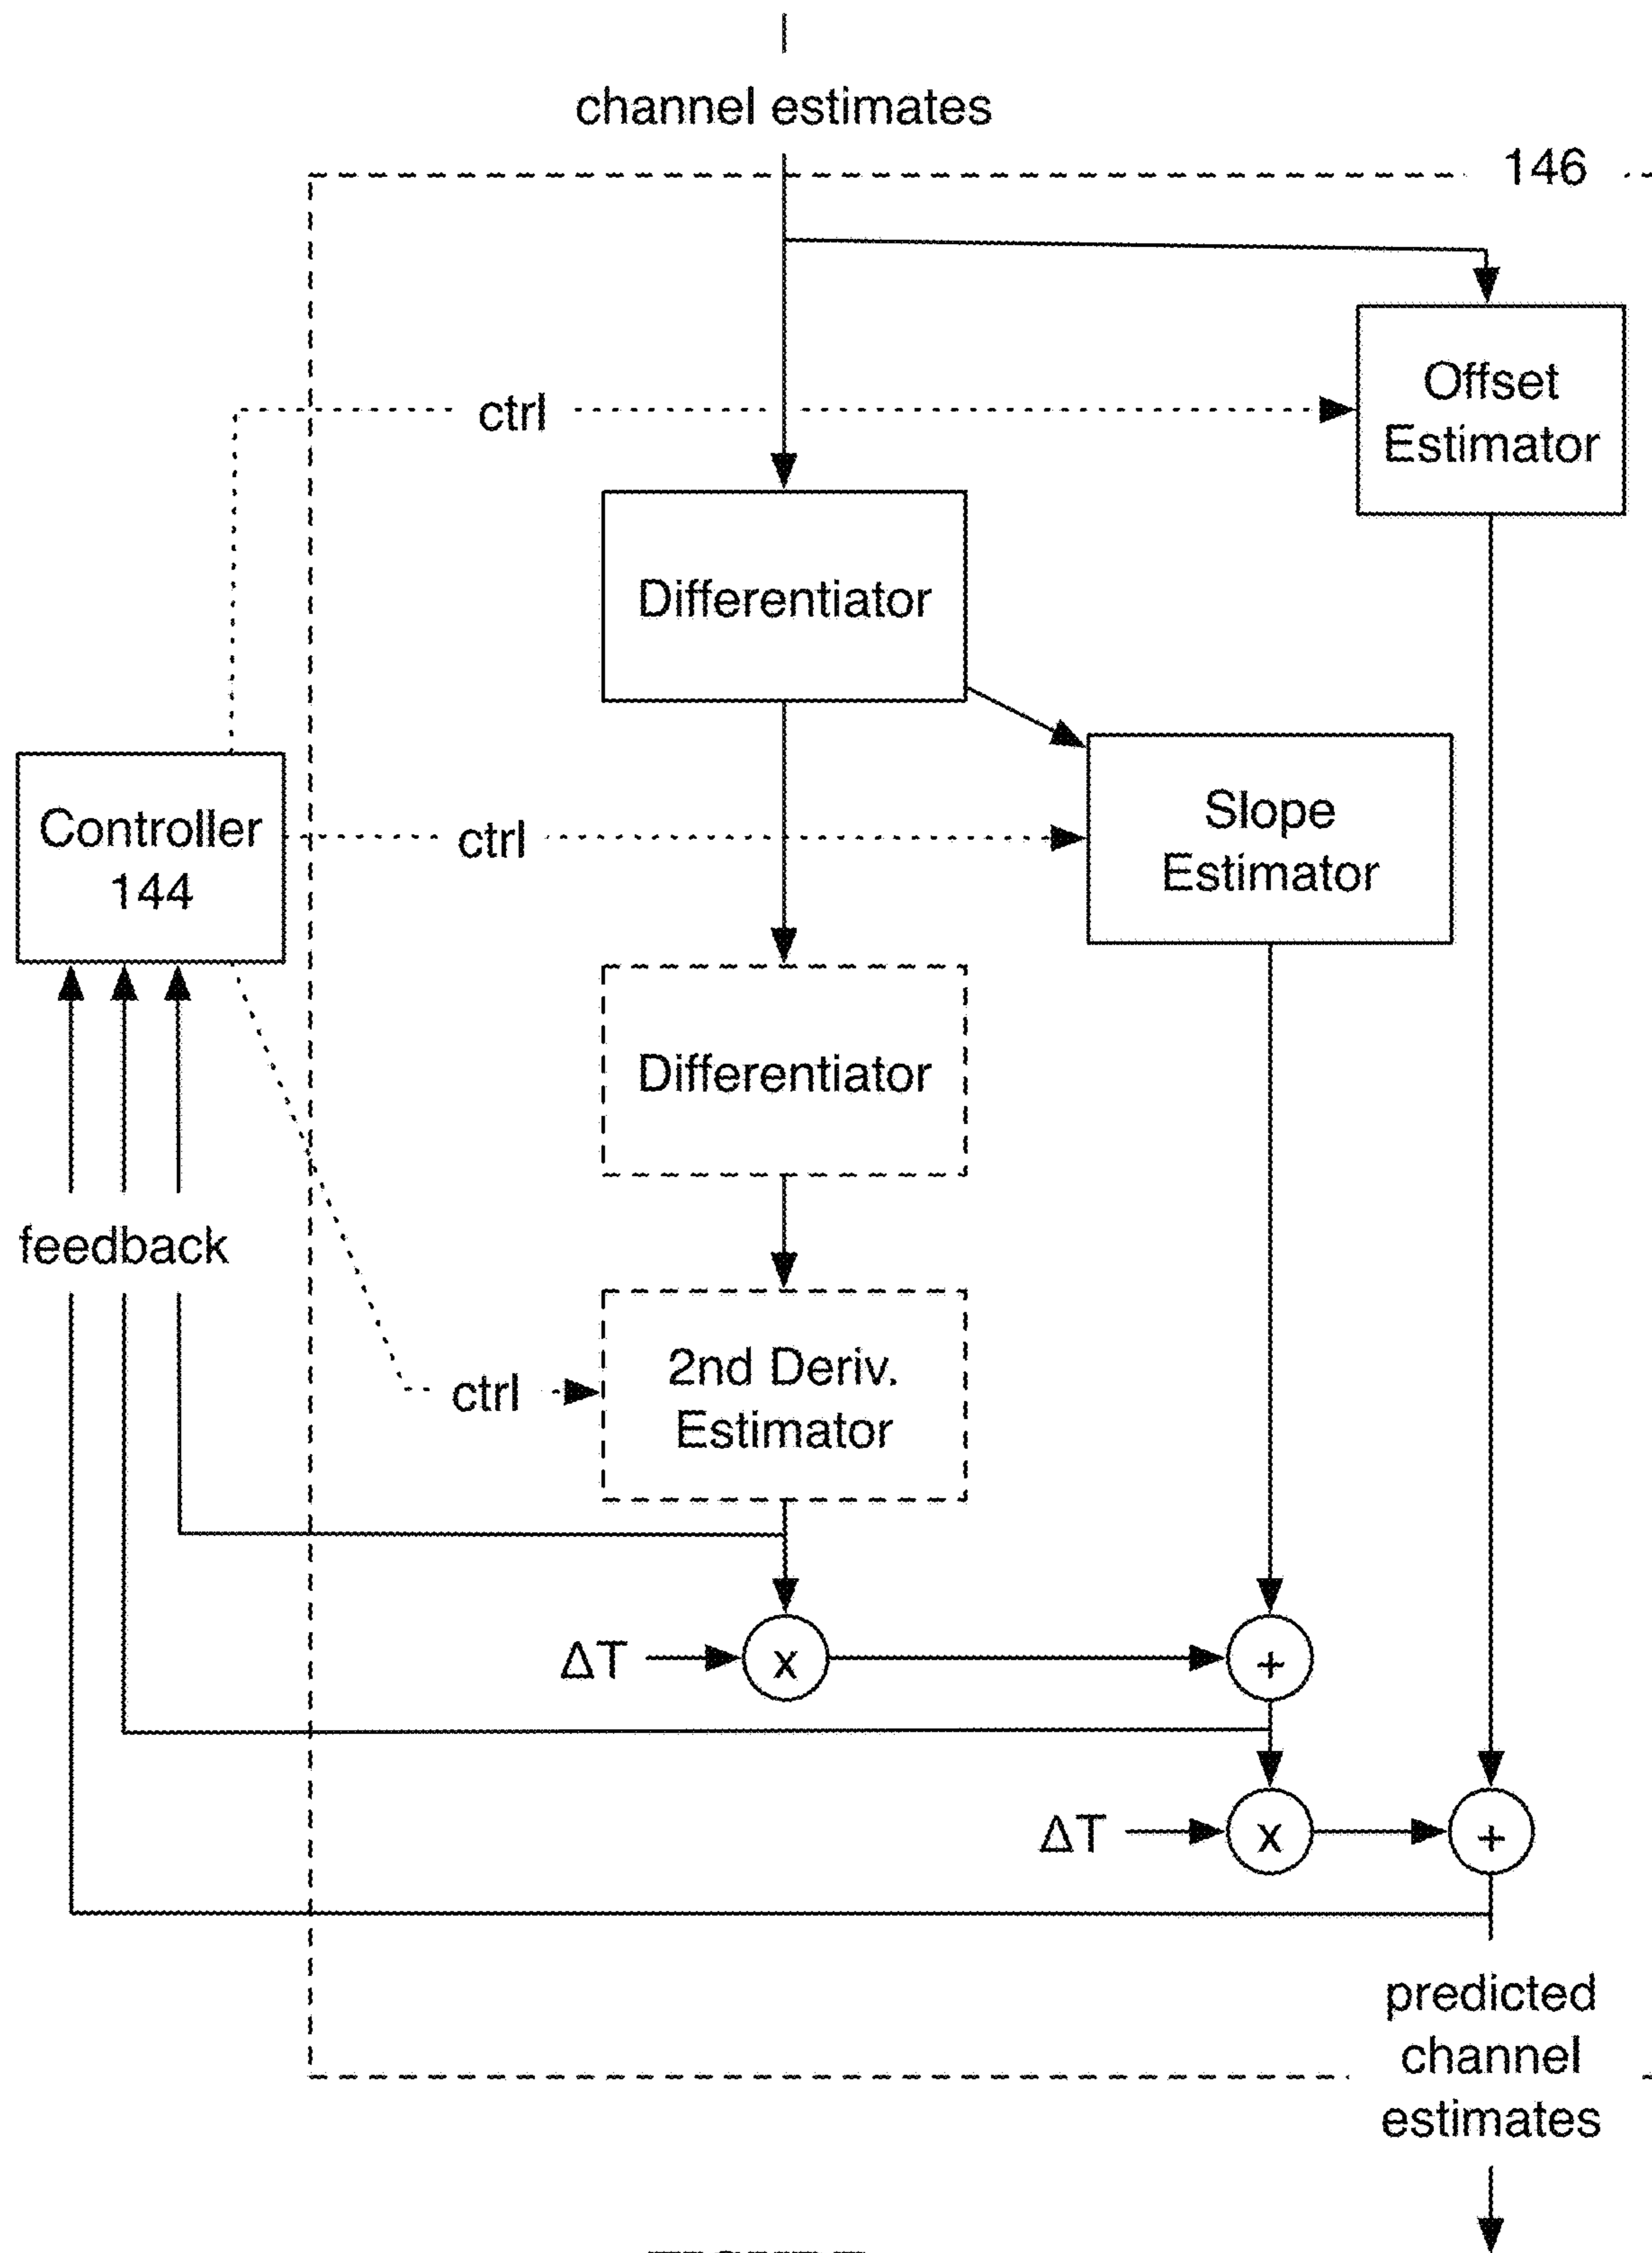 channel estimates
146
ctrl
Offset
Estimator
Differentiator
Controller
144
ctrl
Slope
Estimator
Differentiator
feedback
ctrl
2nd Deriv.
Estimator
ΔT
x
+
ΔT
x
+
predicted
channel
estimates